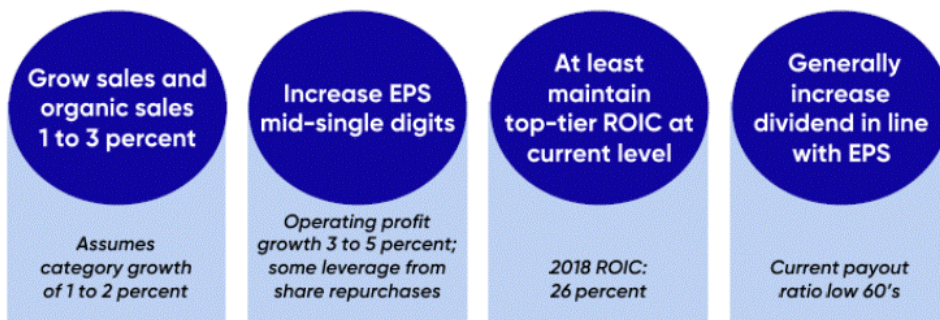 Grow sales and
organic sales
1 to 3 percent
Assumes
category growth
of 1 to 2 percent
Increase EPS
mid-single digits
Operating profit
growth 3 to 5 percent;
some leverage from
share repurchases
At least
maintain
top-tier ROIC at
current level
2018 ROIC:
26 percent
Generally
increase
dividend in line
with EPS
Current payout
ratio low 60's